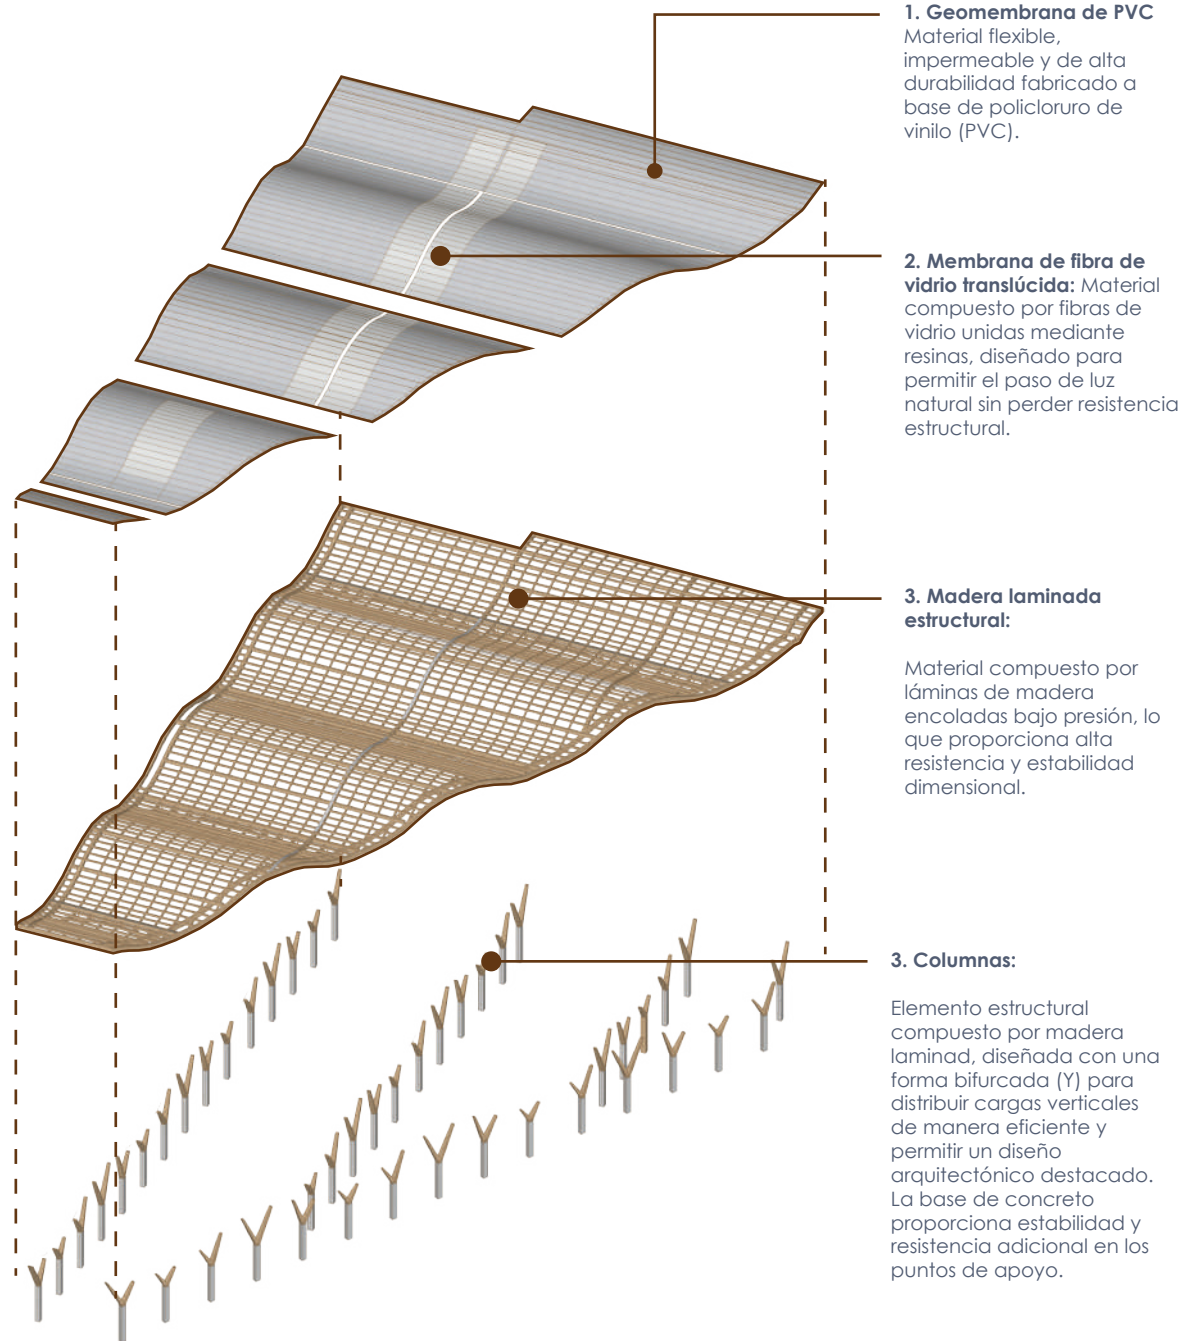 1. Geomembrana de PVC
Material flexible,
impermeable y de alta
durabilidad fabricado a
base de policloruro de
vinilo (PVC).
2. Membrana de fibra de
vidrio translúcida: Material
compuesto por fibras de
vidrio unidas mediante
resinas, diseñado para
permitir el paso de luz
natural sin perder resistencia
estructural.
3. Madera laminada
estructural:
Material compuesto por
láminas de madera
encoladas bajo presión, lo
que proporciona alta
resistencia y estabilidad
dimensional.
3. Columnas:
Elemento estructural
compuesto por madera
laminad, diseñada con una
forma bifurcada (Y) para
distribuir cargas verticales
de manera eficiente y
permitir un diseño
arquitectónico destacado.
La base de concreto
proporciona estabilidad y
resistencia adicional en los
puntos de apoyo.